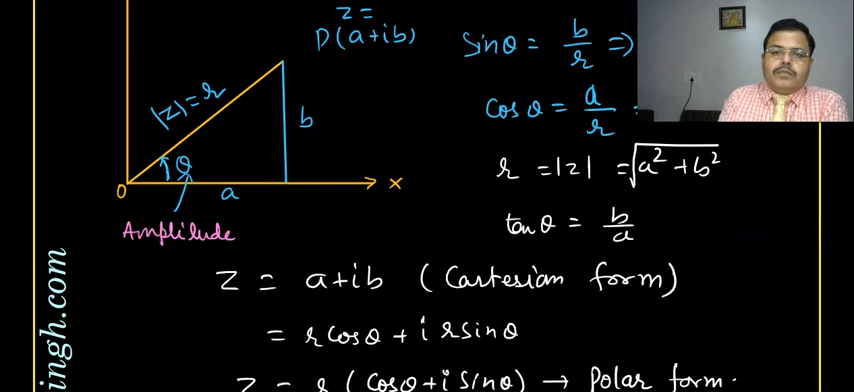 z =
P(a+ib)
Sinθ = b/r ⇒
|z| = r
b
cosθ = a/r =
θ
r = |z| = √(a² + b²)
O
a
x
Amplitude
tanθ = b/a
z = a+ib (Cartesian form)
= r cosθ + i r sinθ
z = r (cosθ + i sinθ) → Polar form.
ingh.com